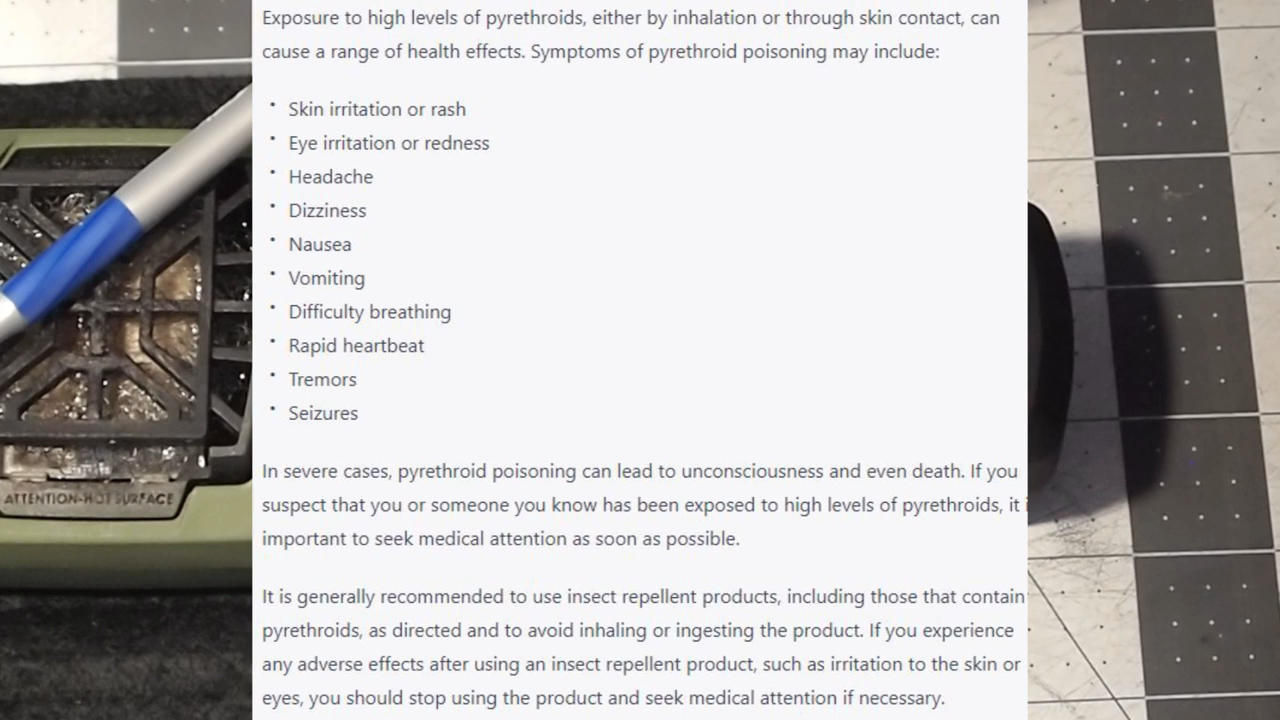 Exposure to high levels of pyrethroids, either by inhalation or through skin contact, can
cause a range of health effects. Symptoms of pyrethroid poisoning may include:
• Skin irritation or rash
• Eye irritation or redness
• Headache
• Dizziness
• Nausea
• Vomiting
• Difficulty breathing
• Rapid heartbeat
• Tremors
• Seizures
In severe cases, pyrethroid poisoning can lead to unconsciousness and even death. If you
suspect that you or someone you know has been exposed to high levels of pyrethroids, it i
important to seek medical attention as soon as possible.
It is generally recommended to use insect repellent products, including those that contain
pyrethroids, as directed and to avoid inhaling or ingesting the product. If you experience
any adverse effects after using an insect repellent product, such as irritation to the skin or
eyes, you should stop using the product and seek medical attention if necessary.
ATTENTION-HOT SURFACE